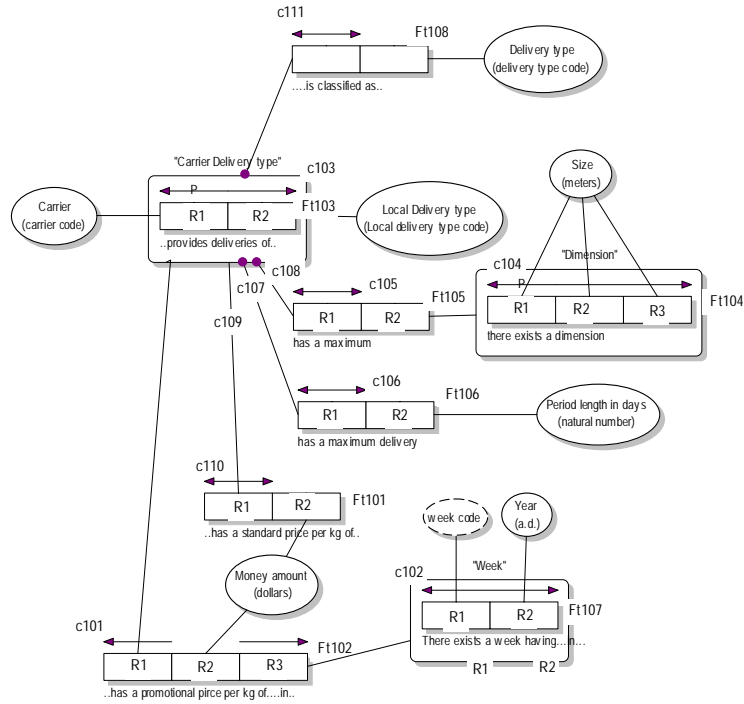 c111
Ft108
Delivery type
(delivery type code)
....is classified as..
"Carrier Delivery type"
c103
Size
(meters)
Carrier
(carrier code)
P
R1 R2
Ft103
Local Delivery type
(Local delivery type code)
..provides deliveries of..
c108
c107
c109
c105
Ft105
R1 R2
has a maximum
c104
"Dimension"
P
R1 R2 R3
Ft104
there exists a dimension
c106
Ft106
R1 R2
has a maximum delivery
Period length in days
(natural number)
c110
R1 R2
Ft101
..has a standard price per kg of..
Money amount
(dollars)
week code
Year
(a.d.)
c102
"Week"
R1 R2
Ft107
There exists a week having....in...
R1 R2
c101
Ft102
R1 R2 R3
..has a promotional pirce per kg of....in..